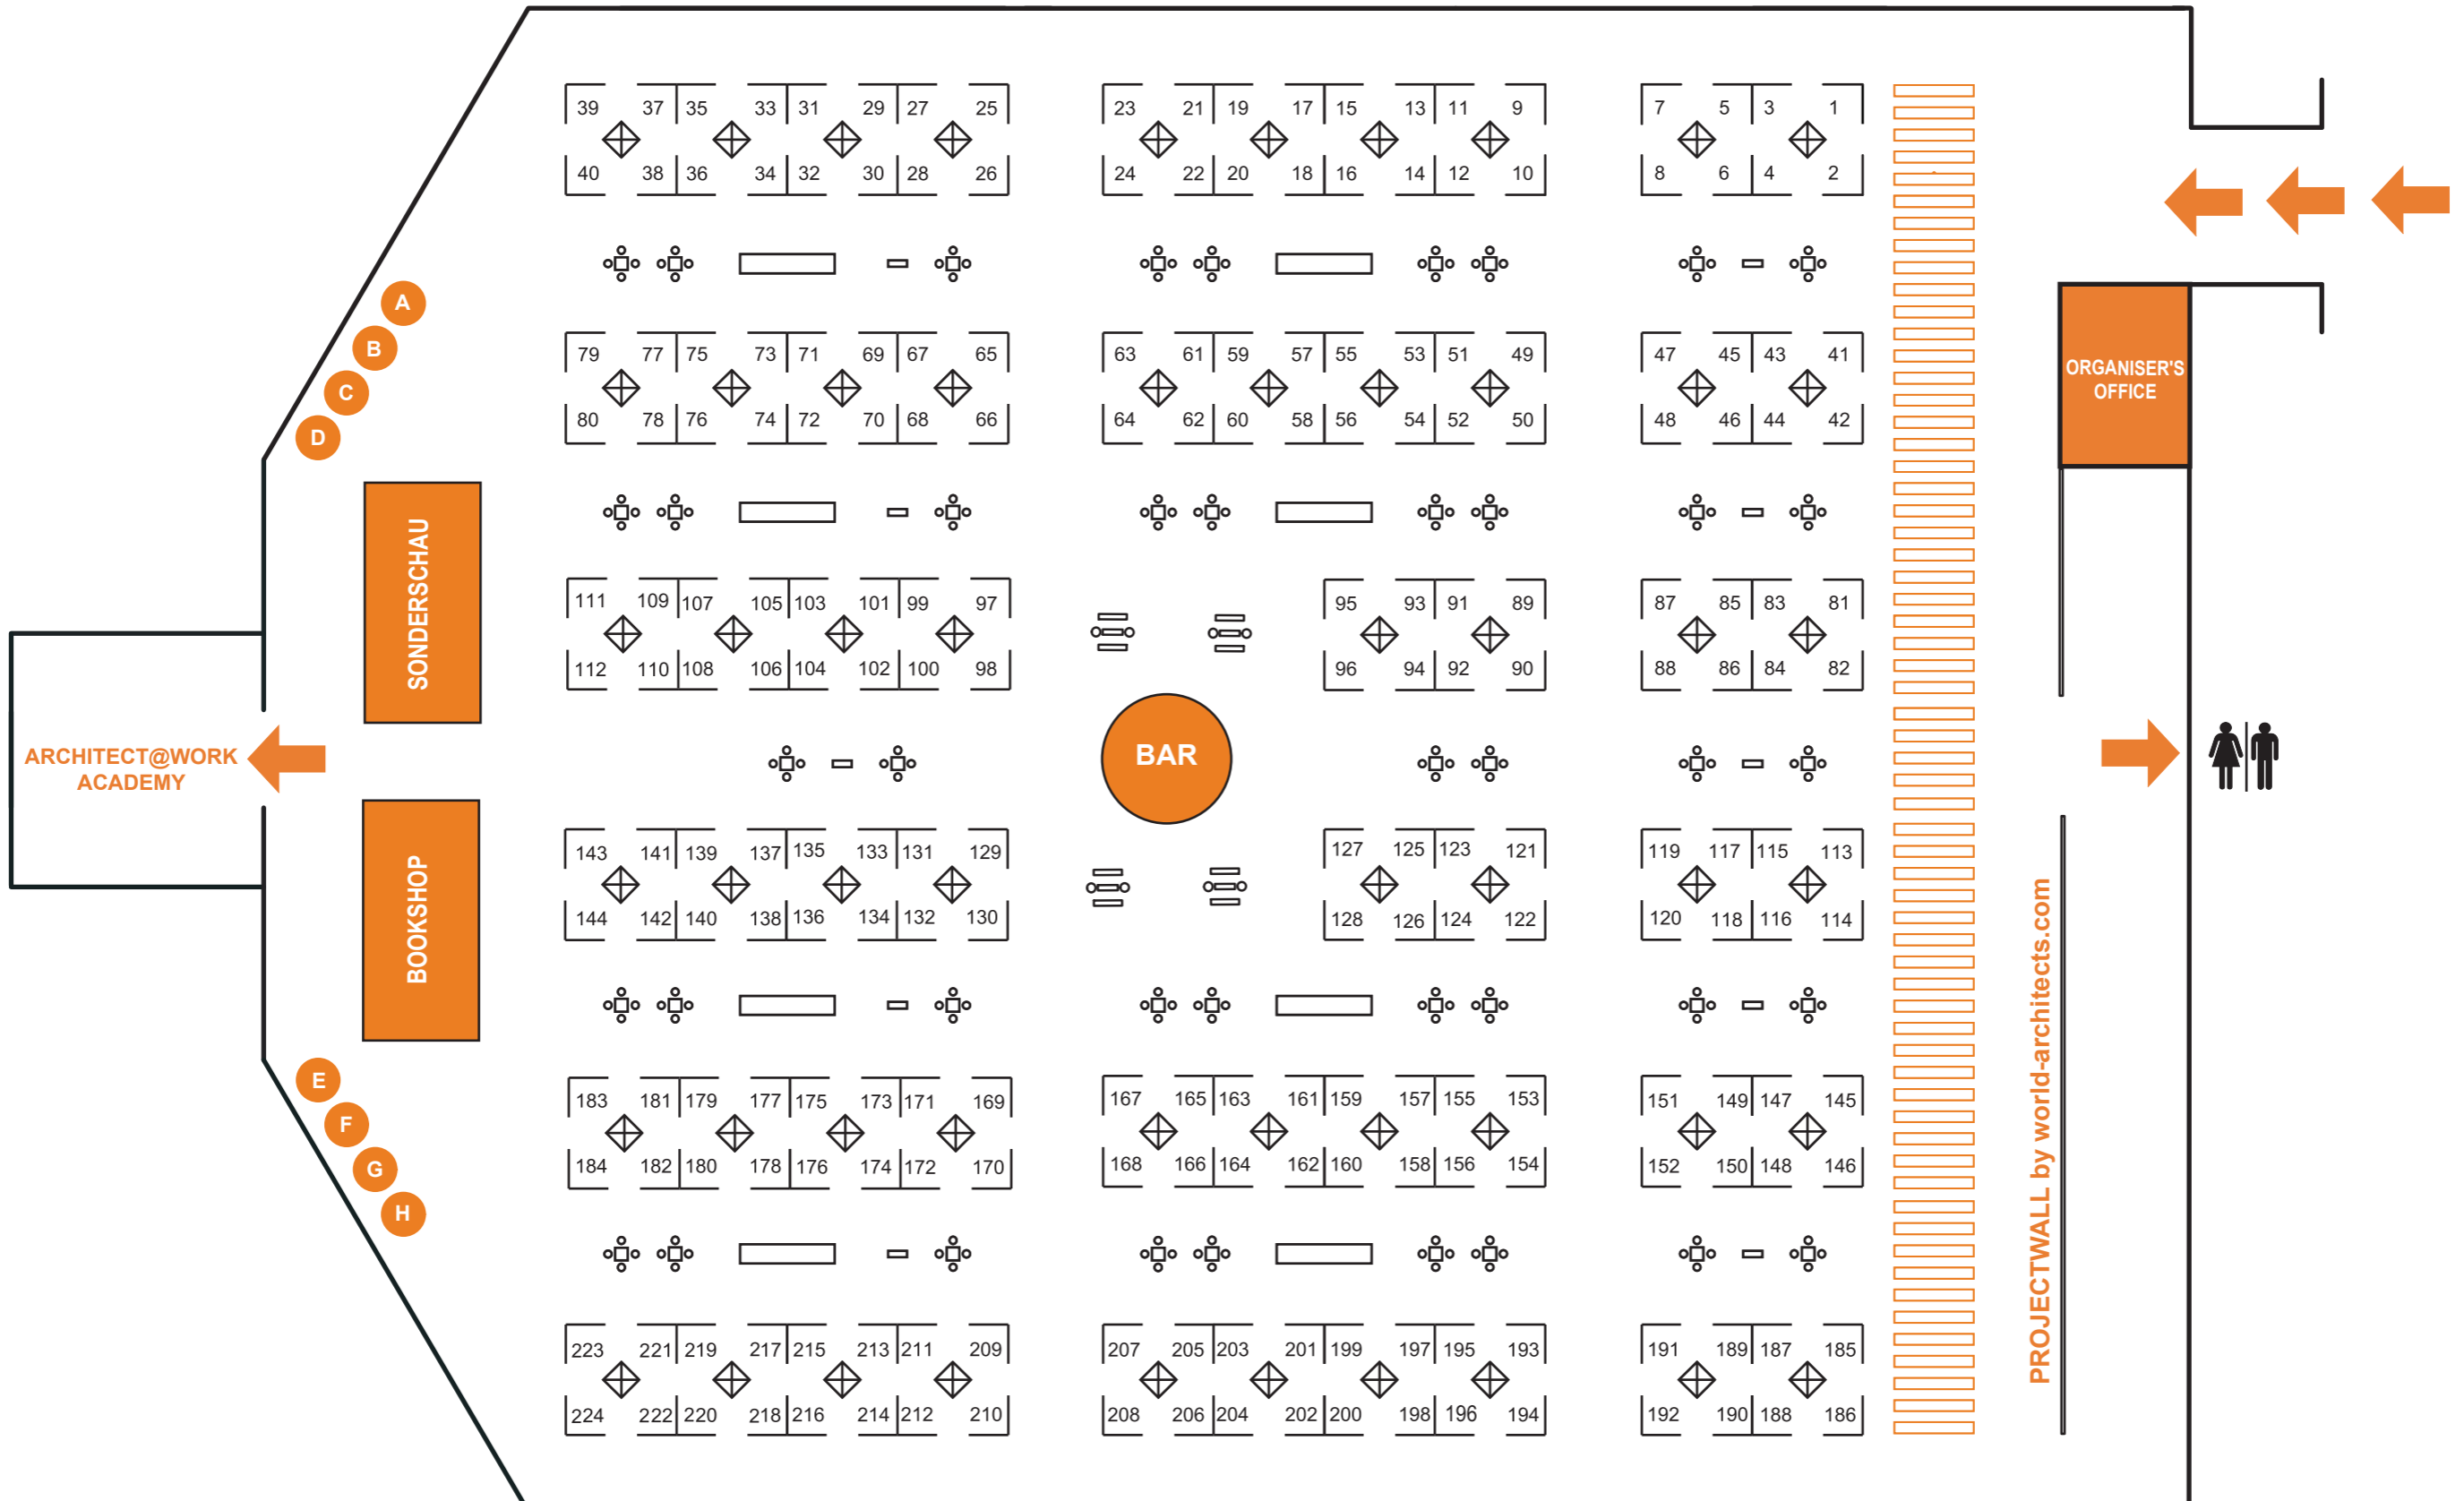 39 37 35 33 31 29 27 25 23 21 19 17 15 13 11 9 7 5 3 1
40 38 36 34 32 30 28 26 24 22 20 18 16 14 12 10 8 6 4 2
A
B
C
D
79 77 75 73 71 69 67 65 63 61 59 57 55 53 51 49 47 45 43 41
80 78 76 74 72 70 68 66 64 62 60 58 56 54 52 50 48 46 44 42
ORGANISER'S
OFFICE
SONDERSCHAU
111 109 107 105 103 101 99 97 95 93 91 89 87 85 83 81
112 110 108 106 104 102 100 98 96 94 92 90 88 86 84 82
ARCHITECT@WORK
ACADEMY
BAR
BOOKSHOP
143 141 139 137 135 133 131 129 127 125 123 121 119 117 115 113
144 142 140 138 136 134 132 130 128 126 124 122 120 118 116 114
PROJECTWALL by world-architects.com
E
F
G
H
183 181 179 177 175 173 171 169 167 165 163 161 159 157 155 153 151 149 147 145
184 182 180 178 176 174 172 170 168 166 164 162 160 158 156 154 152 150 148 146
223 221 219 217 215 213 211 209 207 205 203 201 199 197 195 193 191 189 187 185
224 222 220 218 216 214 212 210 208 206 204 202 200 198 196 194 192 190 188 186